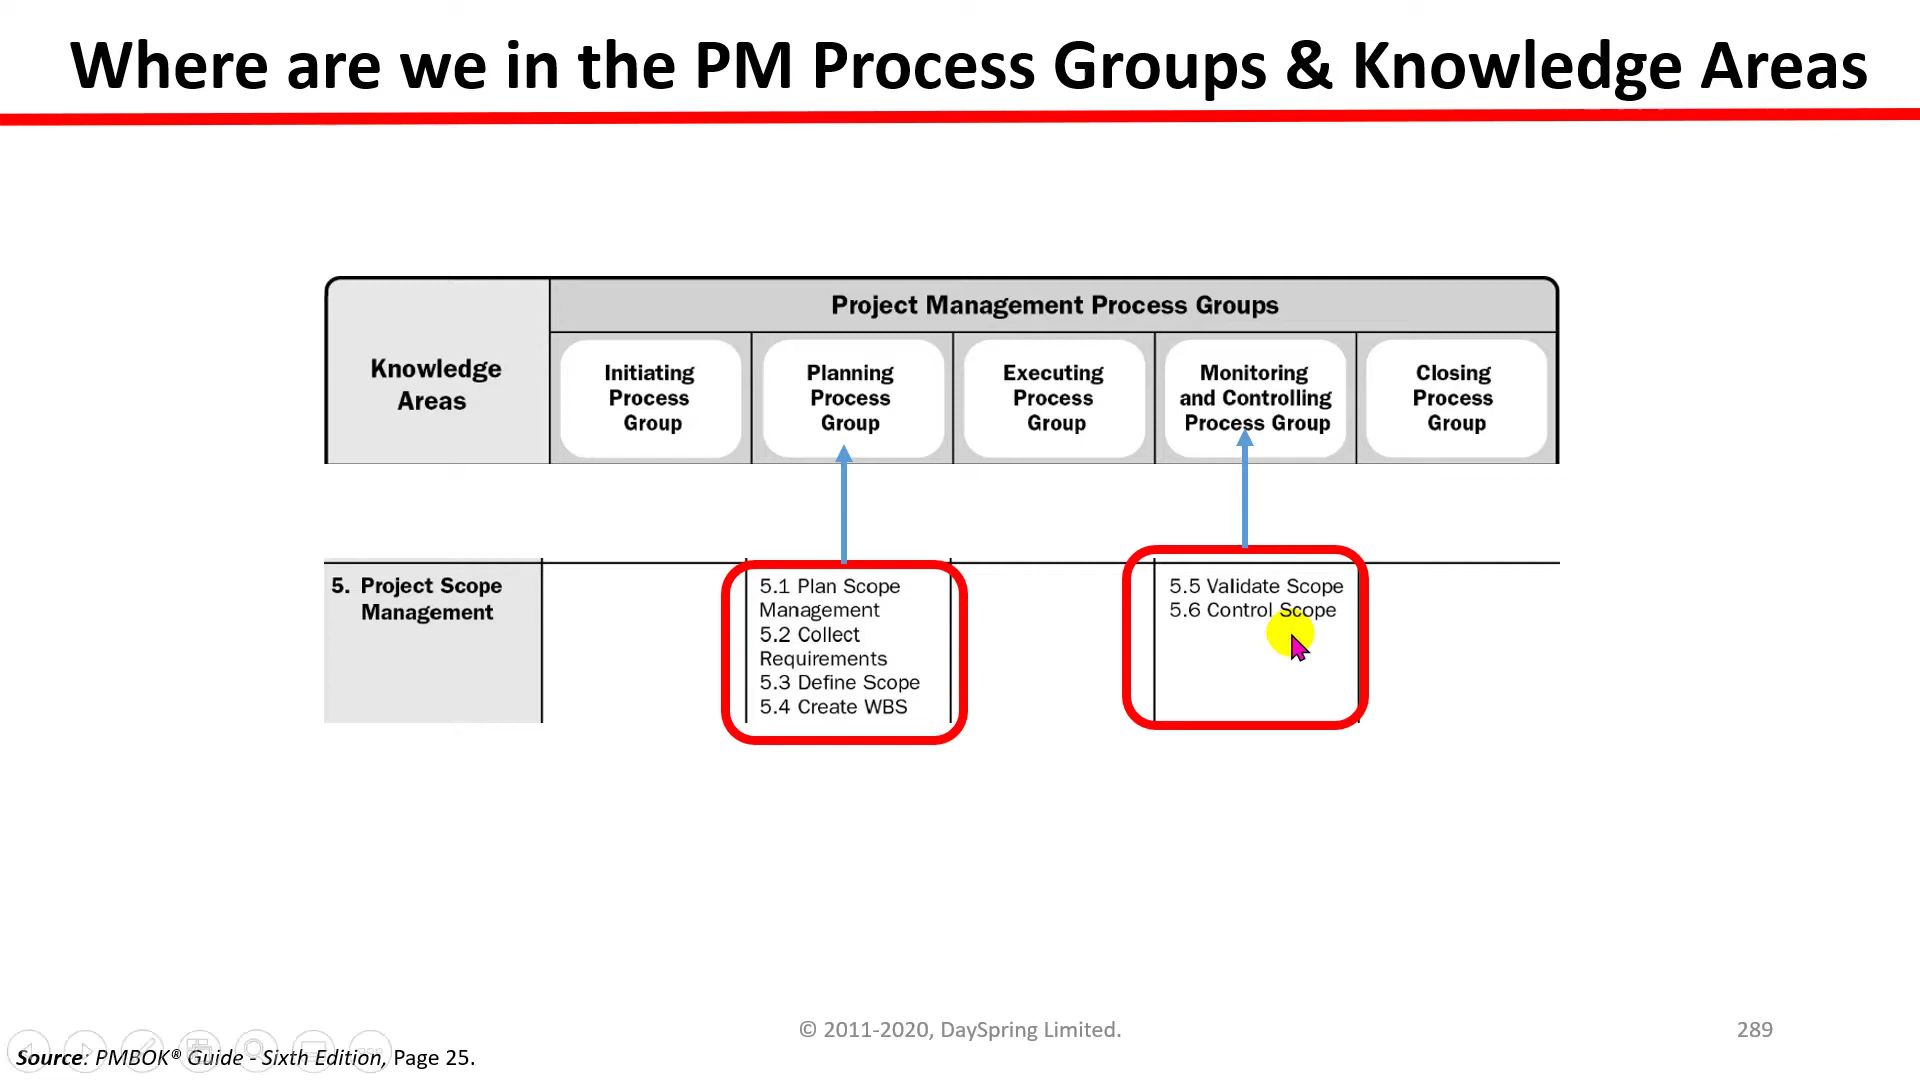 Where are we in the PM Process Groups & Knowledge Areas
Knowledge
Areas
Project Management Process Groups
Initiating
Process
Group
Planning
Process
Group
Executing
Process
Group
Monitoring
and Controlling
Process Group
Closing
Process
Group
5. Project Scope
Management
5.1 Plan Scope
Management
5.2 Collect
Requirements
5.3 Define Scope
5.4 Create WBS
5.5 Validate Scope
5.6 Control Scope
© 2011-2020, DaySpring Limited.
289
Source: PMBOK® Guide - Sixth Edition, Page 25.